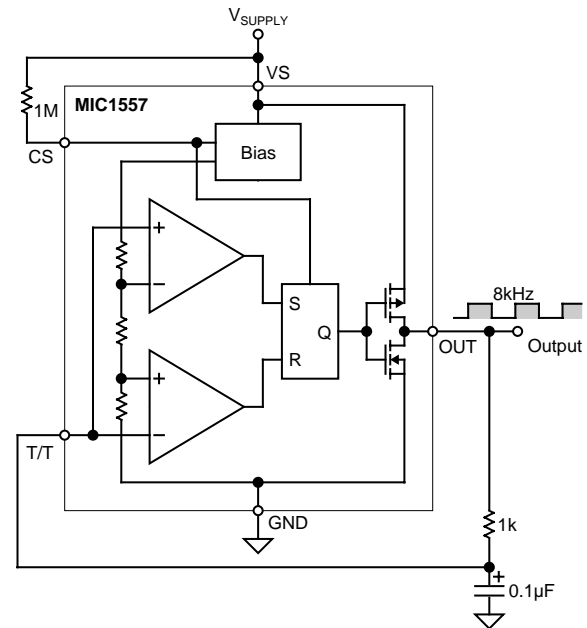 VSUPPLY
VS
1M
MIC1557
CS
Bias
+
−
8kHz
S
Q
R
OUT
Output
+
−
T/T
GND
1k
+
0.1µF